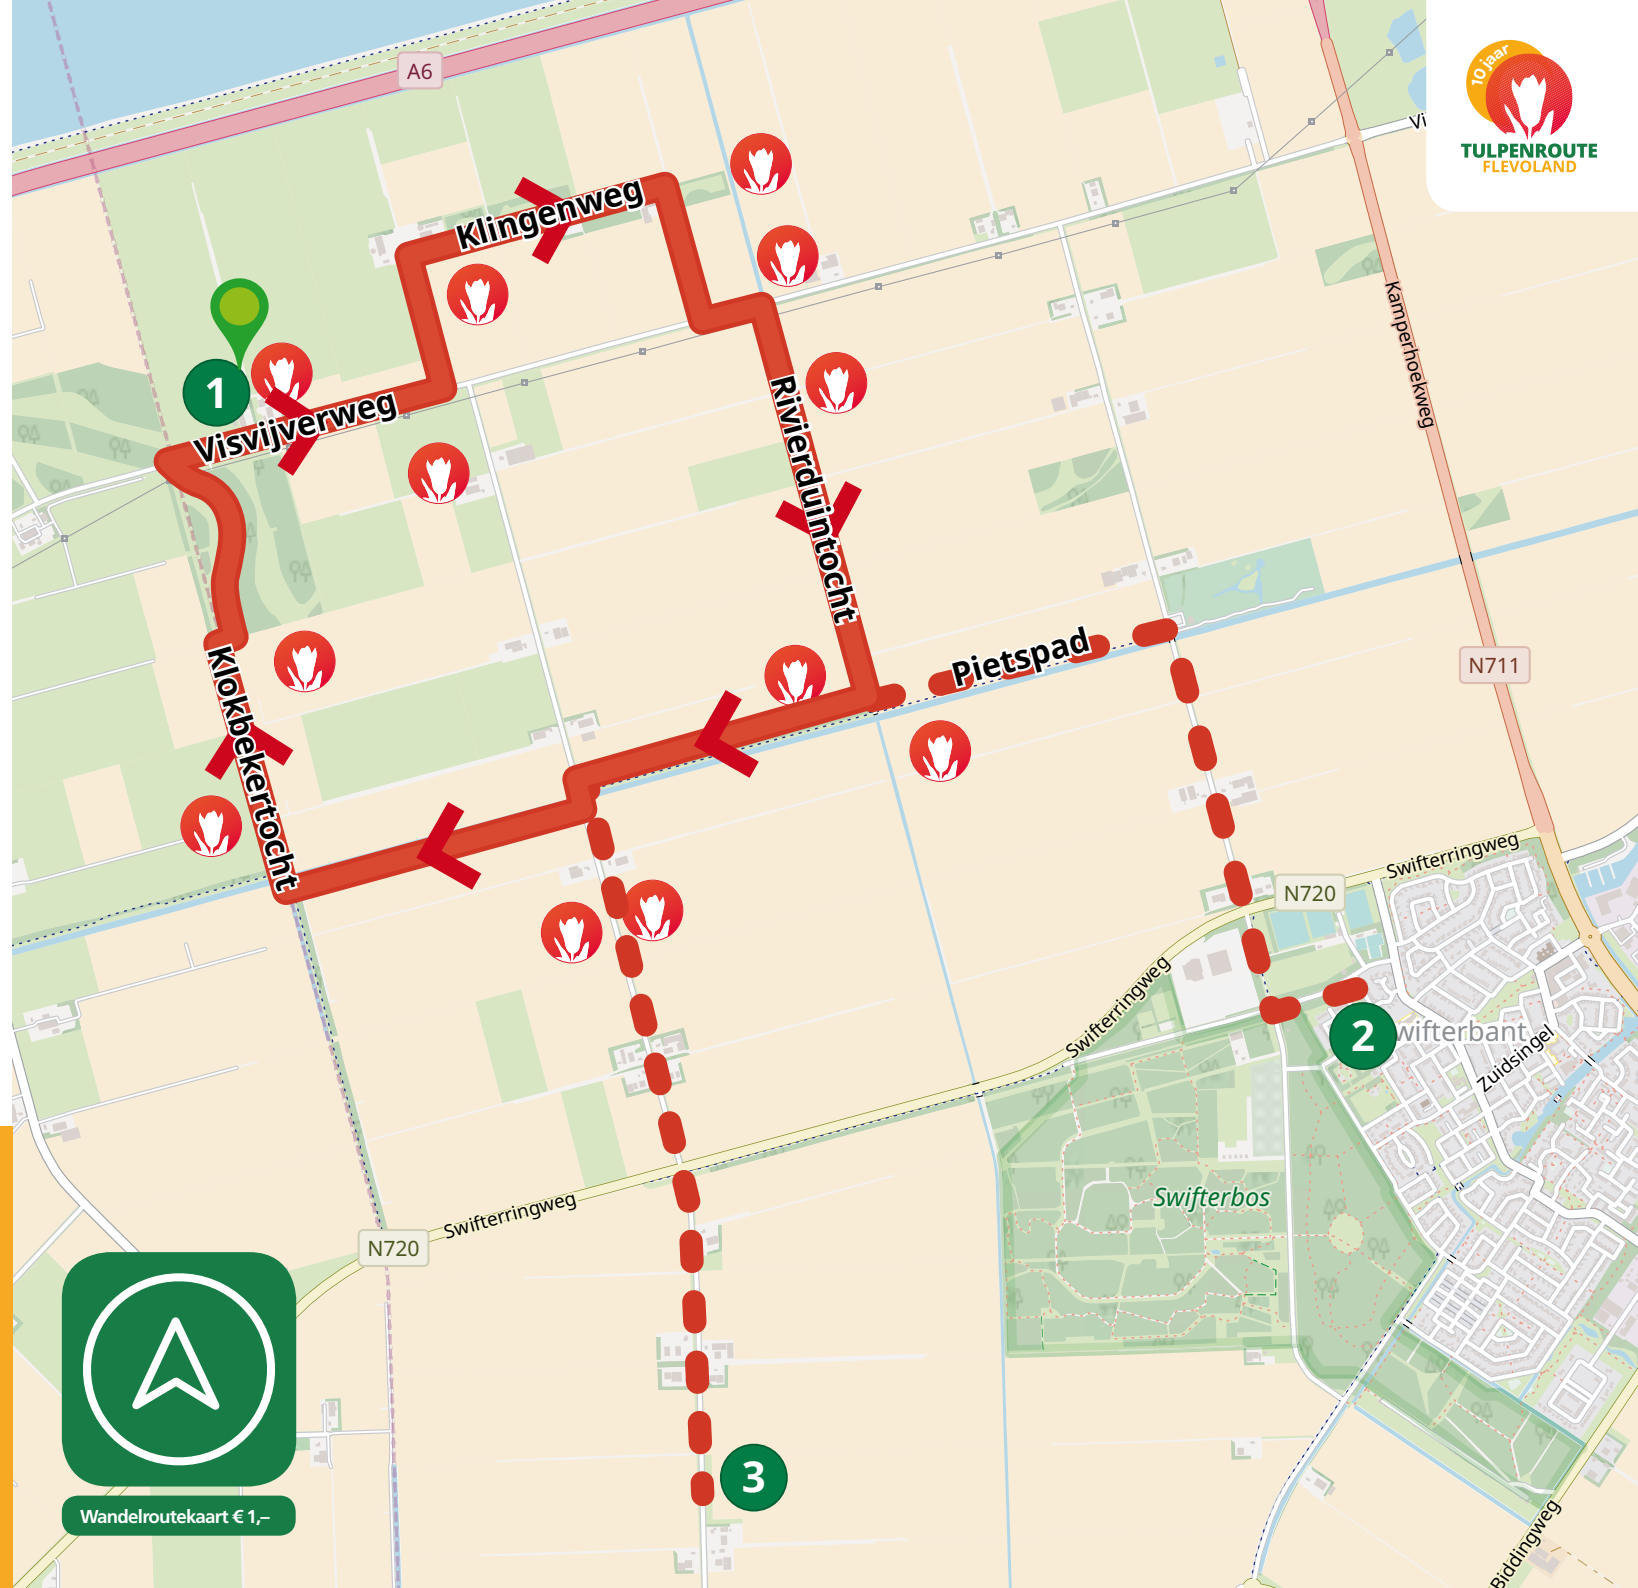 A6
Vi
10 jaar
TULPENROUTE
FLEVOLAND
Klingenweg
1
Visvijverweg
Rivierduintocht
Kamperhoekweg
Pietspad
Klokbekertocht
N711
Swifterringweg
N720
Swifterringweg
2
wifterbant
Zuidsingel
Swifterbos
Swifterringweg
N720
3
Wandelroutekaart € 1,–
Biddingweg